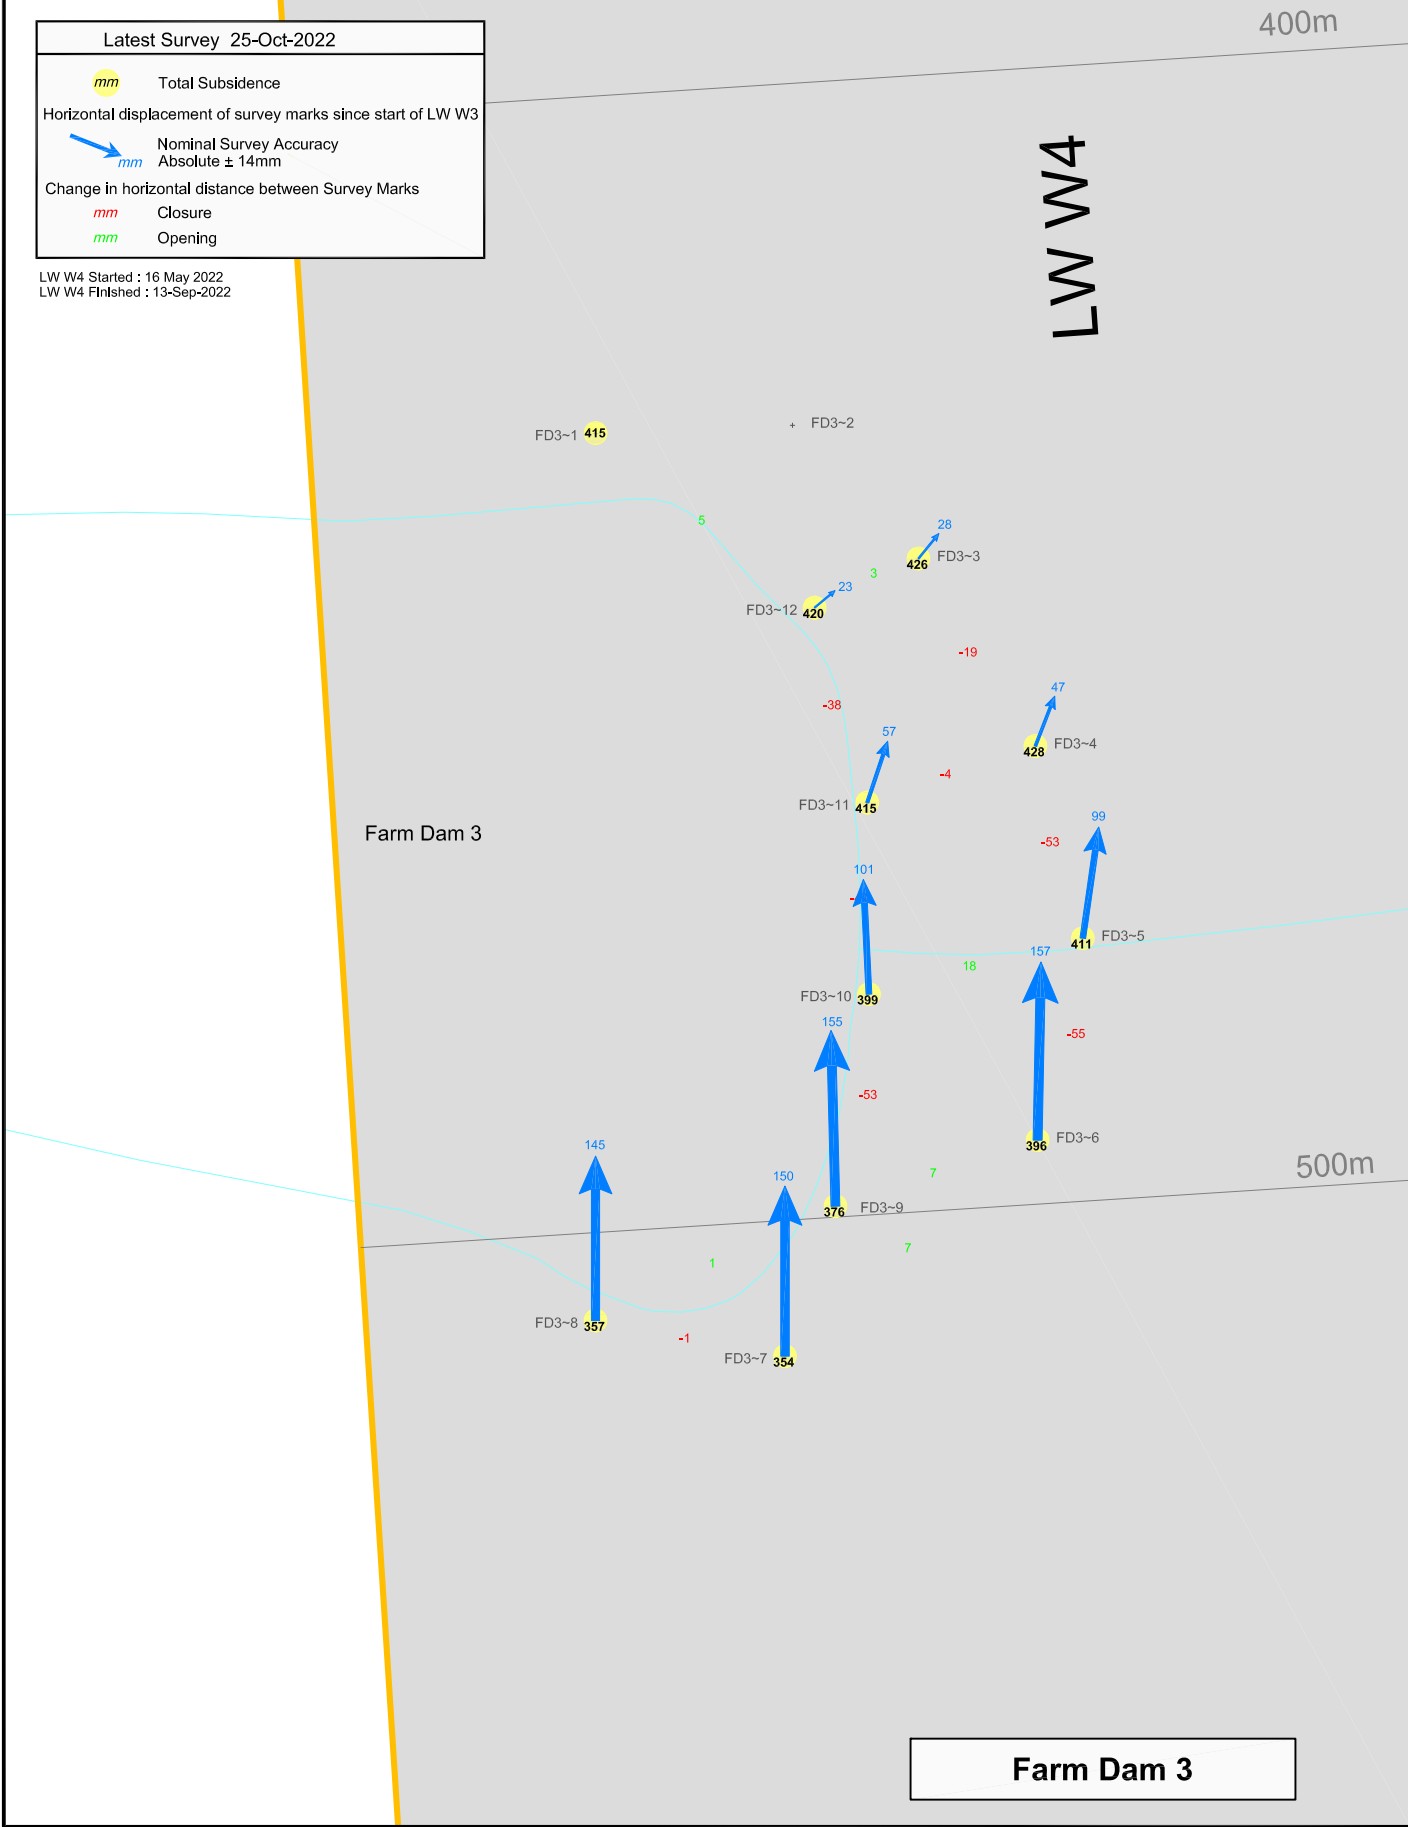 400m
Latest Survey 25-Oct-2022
mm Total Subsidence
Horizontal displacement of survey marks since start of LW W3
Nominal Survey Accuracy
mm Absolute ± 14mm
Change in horizontal distance between Survey Marks
mm Closure
mm Opening
LW W4 Started : 16 May 2022
LW W4 Finished : 13-Sep-2022
LW W4
FD3~1 415
FD3~2
5
28
426 FD3~3
3
23
FD3~12 420
-19
47
-38
57
428 FD3~4
-4
FD3~11 415
99
Farm Dam 3
-53
101
411 FD3~5
157
18
FD3~10 399
155
-55
-53
396 FD3~6
145
500m
7
150
376 FD3~9
7
1
FD3~8 357
-1
FD3~7 354
Farm Dam 3